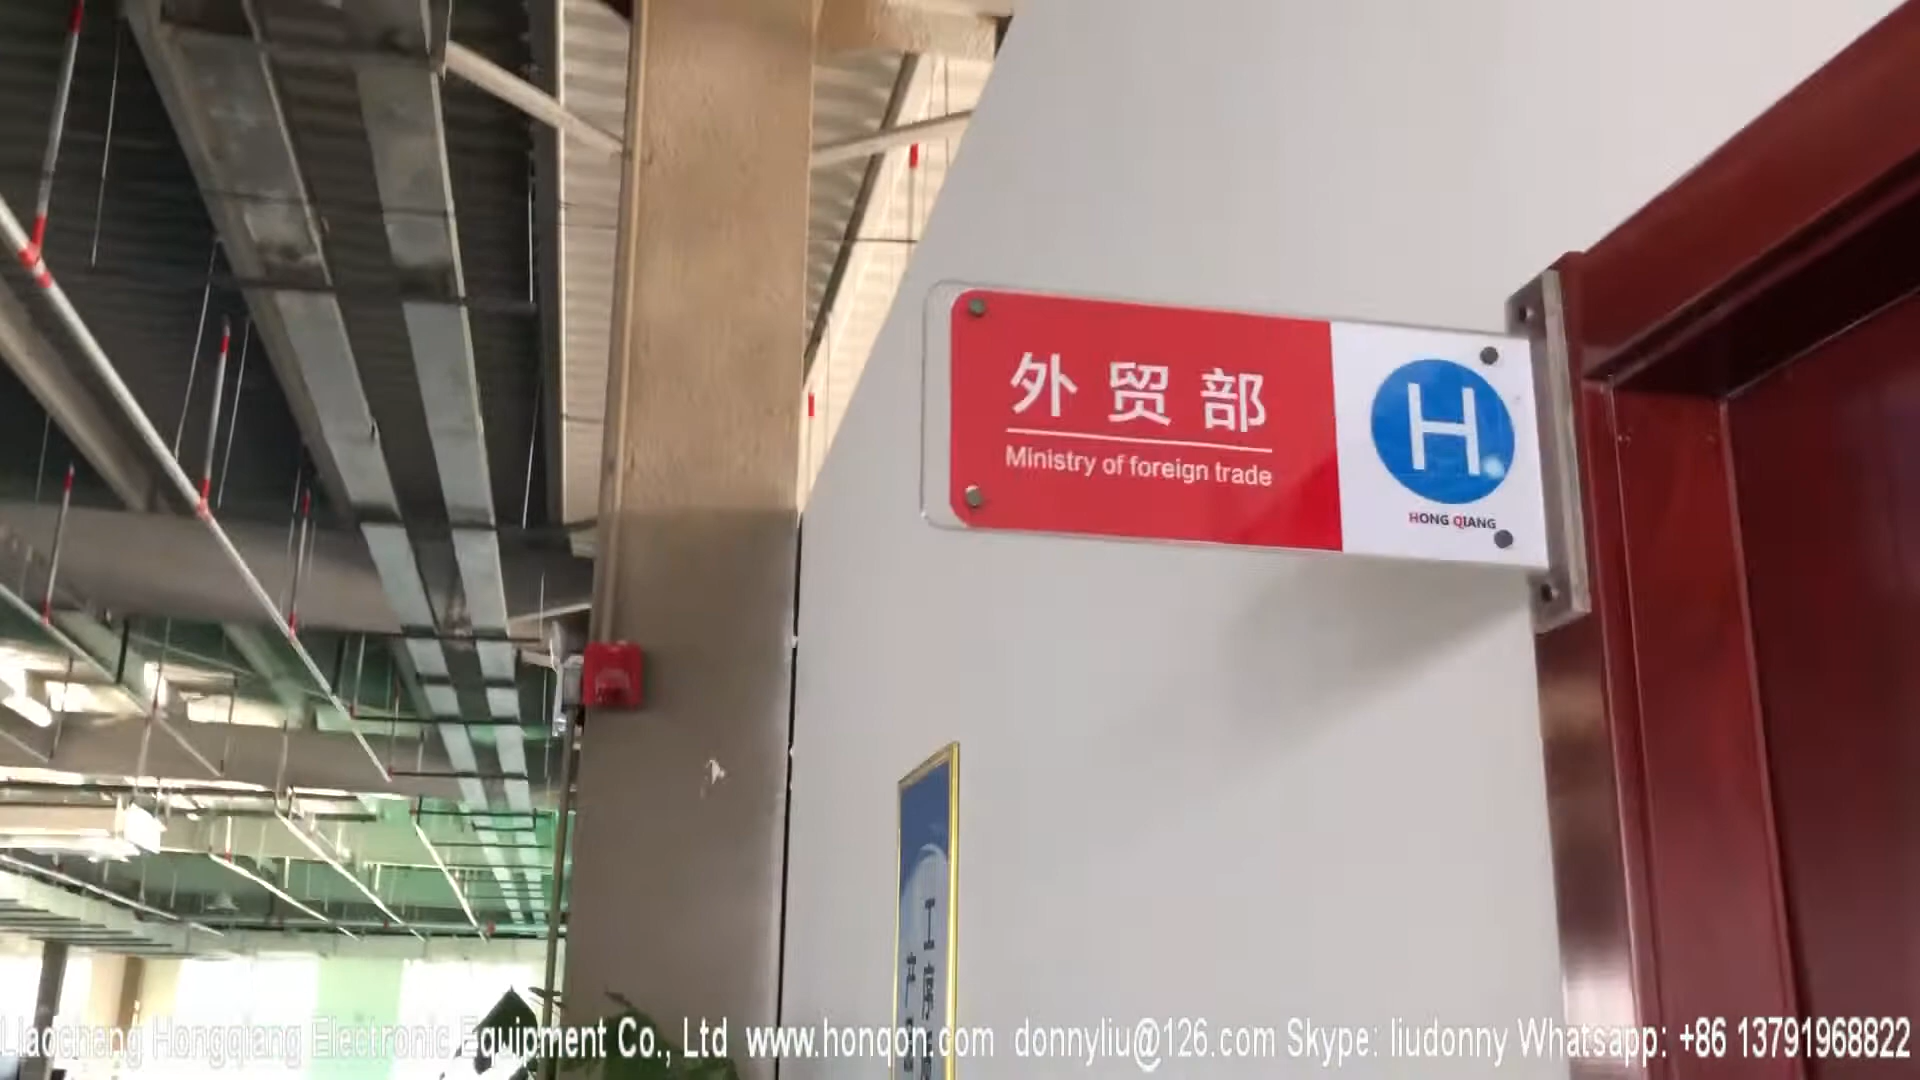 外贸部
Ministry of foreign trade
H
HONG QIANG
Liaocheng Hongqiang Electronic Equipment Co., Ltd www.honqon.com donnyliu@126.com Skype: liudonny Whatsapp: +86 13791968822